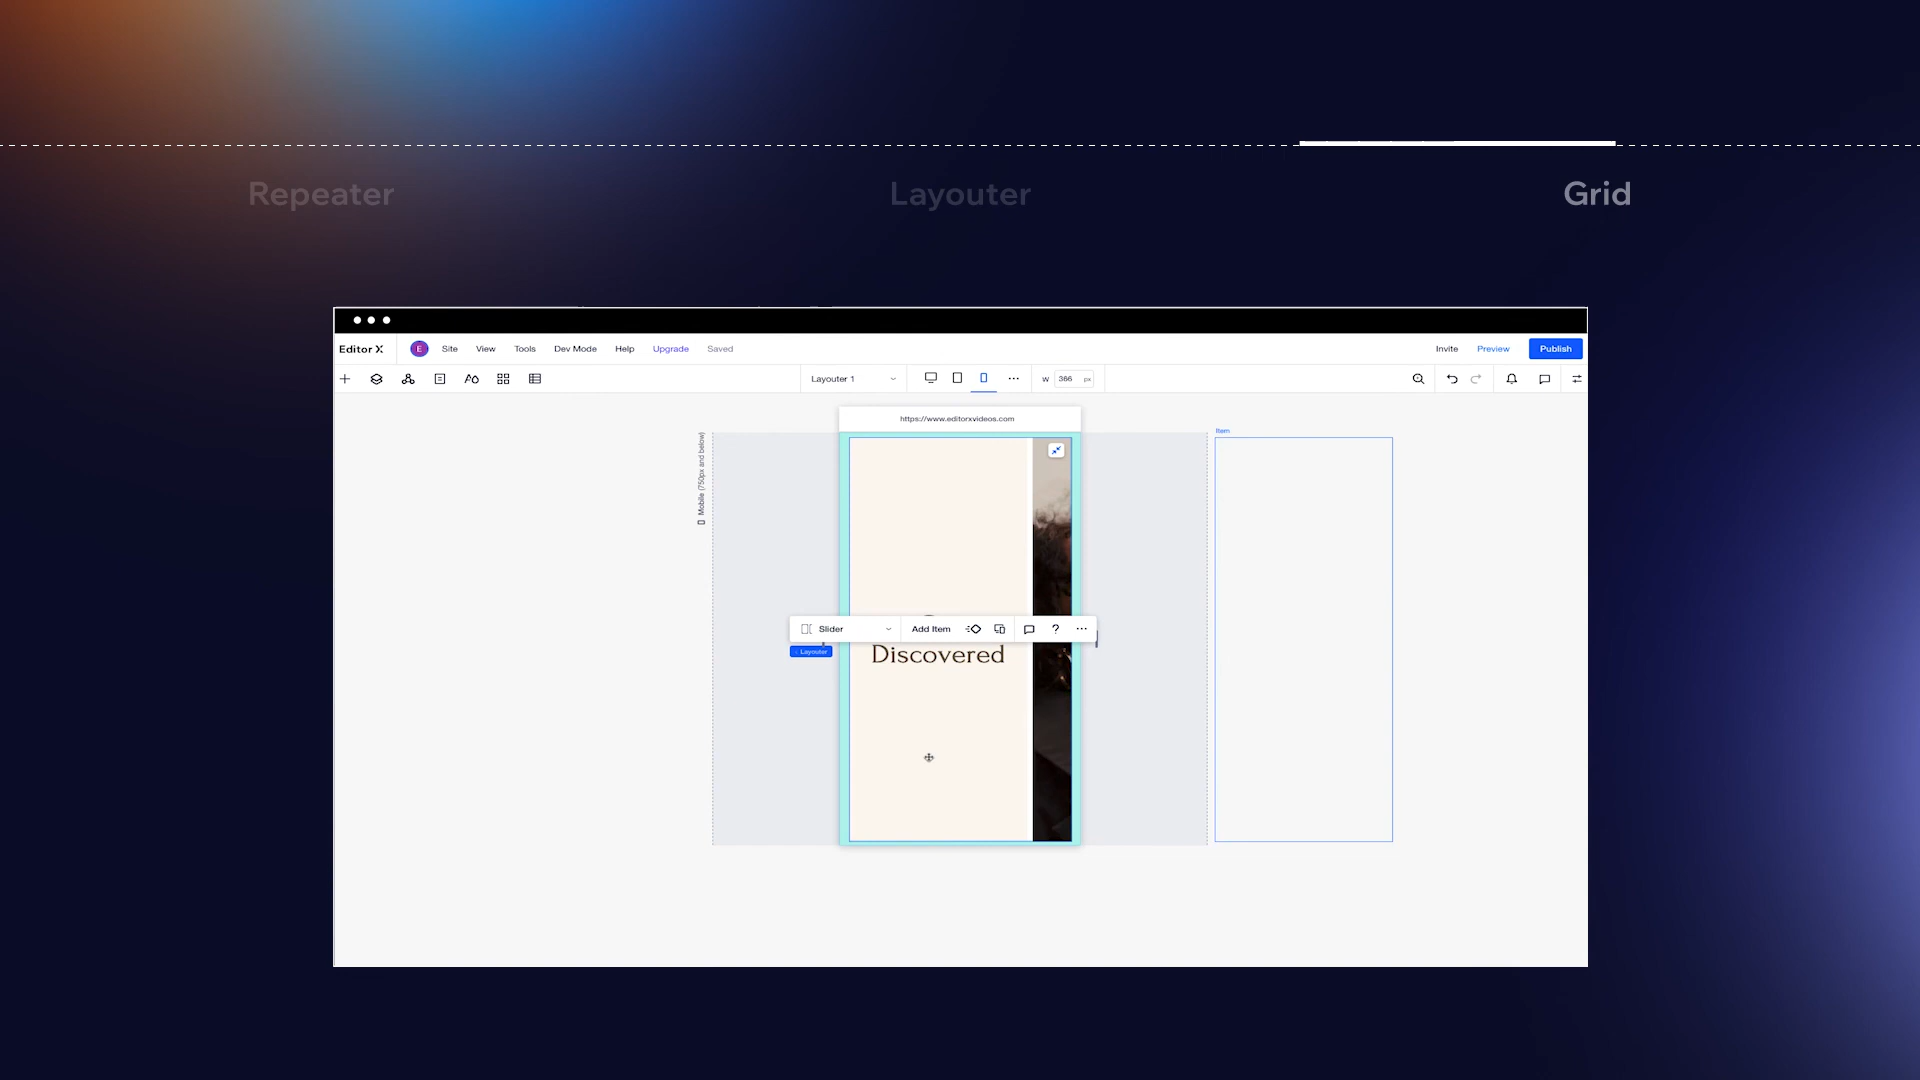 Repeater
Layouter
Grid
Editor X
E
Site
View
Tools
Dev Mode
Help
Upgrade
Saved
Invite
Preview
Publish
Layouter 1
W
366
px
https://www.editorxvideos.com
Mobile (750px and below)
Item
Slider
Add Item
?
Layouter
Discovered